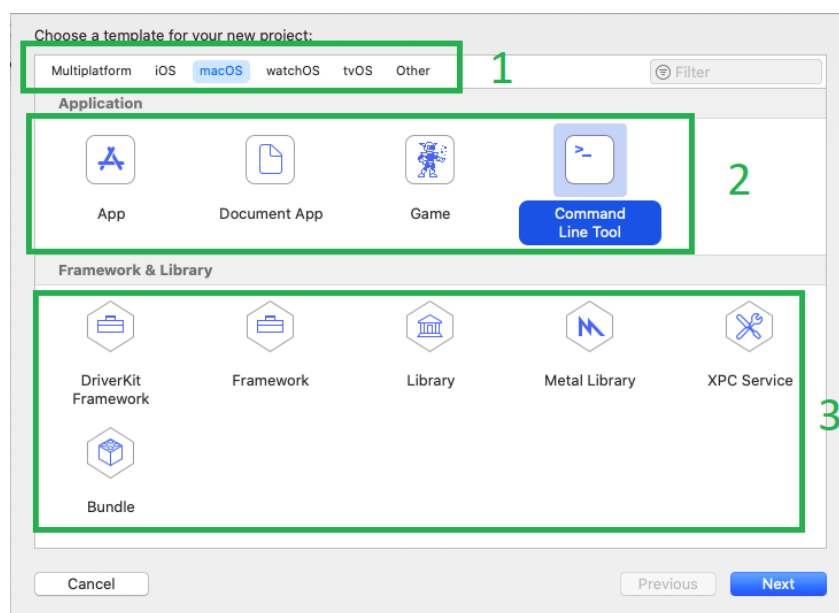 Choose a template for your new project:
Multiplatform iOS macOS watchOS tvOS Other
1
Filter
Application
>_
App Document App Game Command
Line Tool
2
Framework & Library
DriverKit
Framework
Framework Library Metal Library XPC Service
3
Bundle
Cancel Previous Next